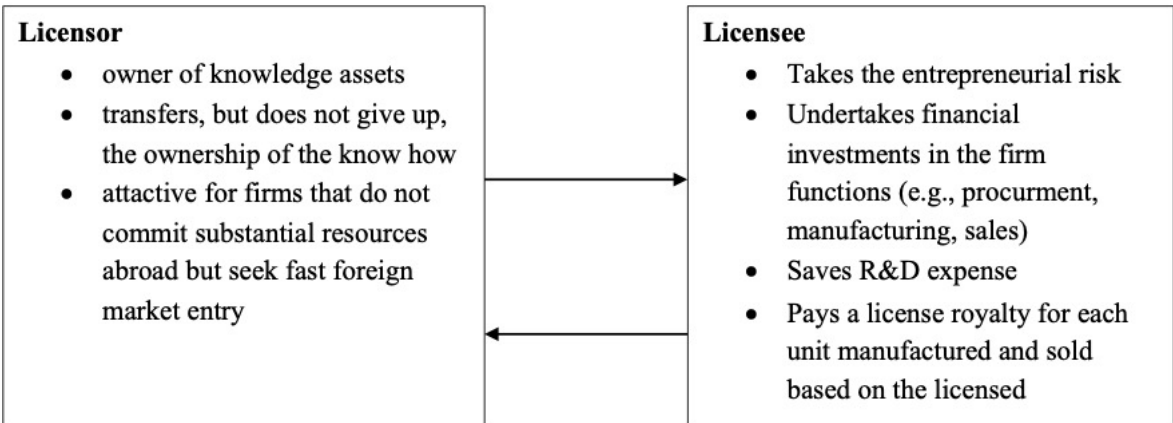 Licensor
• owner of knowledge assets
• transfers, but does not give up,
the ownership of the know how
• attactive for firms that do not
commit substantial resources
abroad but seek fast foreign
market entry
Licensee
• Takes the entrepreneurial risk
• Undertakes financial
investments in the firm
functions (e.g., procurment,
manufacturing, sales)
• Saves R&D expense
• Pays a license royalty for each
unit manufactured and sold
based on the licensed